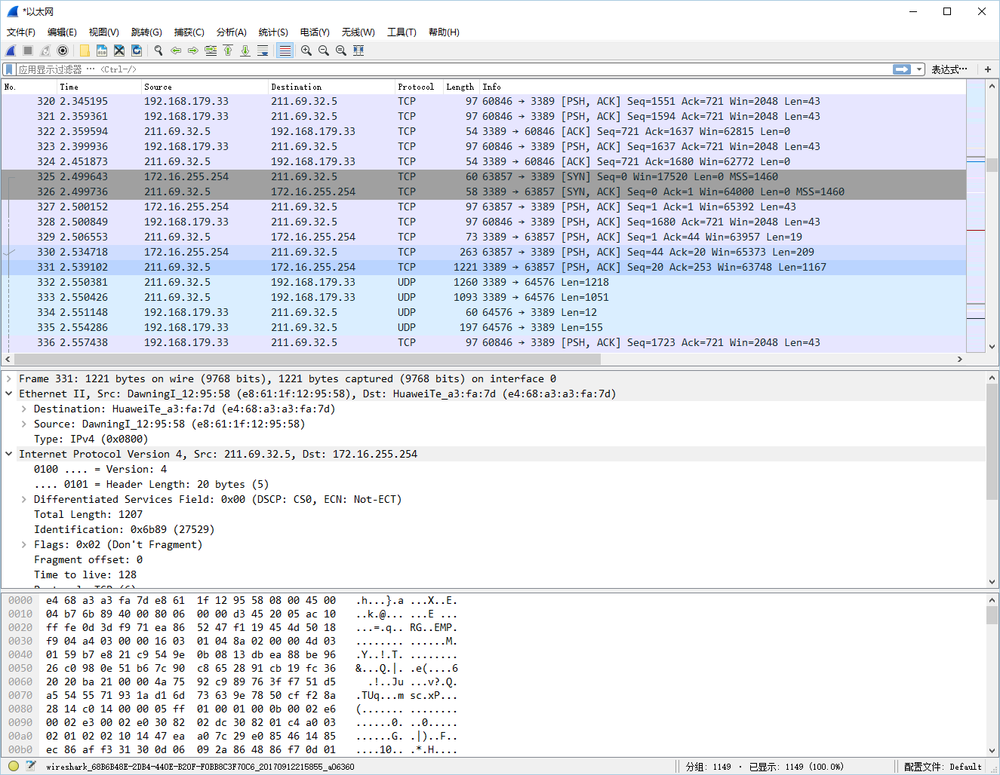 *以太网
文件(F) 编辑(E) 视图(V) 跳转(G) 捕获(C) 分析(A) 统计(S) 电话(Y) 无线(W) 工具(T) 帮助(H)
应用显示过滤器 … <Ctrl-/> 表达式… +
No. Time Source Destination Protocol Length Info
320 2.345195 192.168.179.33 211.69.32.5 TCP 97 60846 → 3389 [PSH, ACK] Seq=1551 Ack=721 Win=2048 Len=43
321 2.359361 192.168.179.33 211.69.32.5 TCP 97 60846 → 3389 [PSH, ACK] Seq=1594 Ack=721 Win=2048 Len=43
322 2.359594 211.69.32.5 192.168.179.33 TCP 54 3389 → 60846 [ACK] Seq=721 Ack=1637 Win=62815 Len=0
323 2.399936 192.168.179.33 211.69.32.5 TCP 97 60846 → 3389 [PSH, ACK] Seq=1637 Ack=721 Win=2048 Len=43
324 2.451873 211.69.32.5 192.168.179.33 TCP 54 3389 → 60846 [ACK] Seq=721 Ack=1680 Win=62772 Len=0
325 2.499643 172.16.255.254 211.69.32.5 TCP 60 63857 → 3389 [SYN] Seq=0 Win=17520 Len=0 MSS=1460
326 2.499736 211.69.32.5 172.16.255.254 TCP 58 3389 → 63857 [SYN, ACK] Seq=0 Ack=1 Win=64000 Len=0 MSS=1460
327 2.500152 172.16.255.254 211.69.32.5 TCP 97 63857 → 3389 [PSH, ACK] Seq=1 Ack=1 Win=65392 Len=43
328 2.500849 192.168.179.33 211.69.32.5 TCP 97 60846 → 3389 [PSH, ACK] Seq=1680 Ack=721 Win=2048 Len=43
329 2.506553 211.69.32.5 172.16.255.254 TCP 73 3389 → 63857 [PSH, ACK] Seq=1 Ack=44 Win=63957 Len=19
330 2.534718 172.16.255.254 211.69.32.5 TCP 263 63857 → 3389 [PSH, ACK] Seq=44 Ack=20 Win=65373 Len=209
331 2.539102 211.69.32.5 172.16.255.254 TCP 1221 3389 → 63857 [PSH, ACK] Seq=20 Ack=253 Win=63748 Len=1167
332 2.550381 211.69.32.5 192.168.179.33 UDP 1260 3389 → 64576 Len=1218
333 2.550426 211.69.32.5 192.168.179.33 UDP 1093 3389 → 64576 Len=1051
334 2.551148 192.168.179.33 211.69.32.5 UDP 60 64576 → 3389 Len=12
335 2.554286 192.168.179.33 211.69.32.5 UDP 197 64576 → 3389 Len=155
336 2.557438 192.168.179.33 211.69.32.5 TCP 97 60846 → 3389 [PSH, ACK] Seq=1723 Ack=721 Win=2048 Len=43
Frame 331: 1221 bytes on wire (9768 bits), 1221 bytes captured (9768 bits) on interface 0
Ethernet II, Src: DawningI_12:95:58 (e8:61:1f:12:95:58), Dst: HuaweiTe_a3:fa:7d (e4:68:a3:a3:fa:7d)
Destination: HuaweiTe_a3:fa:7d (e4:68:a3:a3:fa:7d)
Source: DawningI_12:95:58 (e8:61:1f:12:95:58)
Type: IPv4 (0x0800)
Internet Protocol Version 4, Src: 211.69.32.5, Dst: 172.16.255.254
0100 .... = Version: 4
.... 0101 = Header Length: 20 bytes (5)
Differentiated Services Field: 0x00 (DSCP: CS0, ECN: Not-ECT)
Total Length: 1207
Identification: 0x6b89 (27529)
Flags: 0x02 (Don't Fragment)
Fragment offset: 0
Time to live: 128
0000 e4 68 a3 a3 fa 7d e8 61 1f 12 95 58 08 00 45 00 .h...}.a ...X..E.
0010 04 b7 6b 89 40 00 80 06 00 00 d3 45 20 05 ac 10 ..k.@... ...E ...
0020 ff fe 0d 3d f9 71 ea 86 52 47 f1 19 45 4d 50 18 ...=.q.. RG..EMP.
0030 f9 04 a4 03 00 00 16 03 01 04 8a 02 00 00 4d 03 ........ ......M.
0040 01 59 b7 e8 21 c9 54 9e 0b 08 13 db ea 88 be 96 .Y..!.T. ........
0050 26 c0 98 0e 51 b6 7c 90 c8 65 28 91 cb 19 fc 36 &...Q.|. .e(....6
0060 20 20 ba 21 00 00 4a 75 92 c9 89 76 3f f7 51 d5 .!..Ju ...v?.Q.
0070 a5 54 55 71 93 1a d1 6d 73 63 9e 78 50 cf f2 8a .TUq...m sc.xP...
0080 28 14 c0 14 00 00 05 ff 01 00 01 00 0b 00 02 e6 (....... ........
0090 00 02 e3 00 02 e0 30 82 02 dc 30 82 01 c4 a0 03 ......0. ..0.....
00a0 02 01 02 02 10 14 47 ea a0 7c 29 e0 85 46 14 85 ......G. .|)..F..
00b0 ec 86 af f3 31 30 0d 06 09 2a 86 48 86 f7 0d 01 ....10.. .*.H....
wireshark_68B6B48E-2DB4-440E-B20F-F0BB8C3F70C6_20170912215855_a06360 分组: 1149 · 已显示: 1149 (100.0%) 配置文件: Default